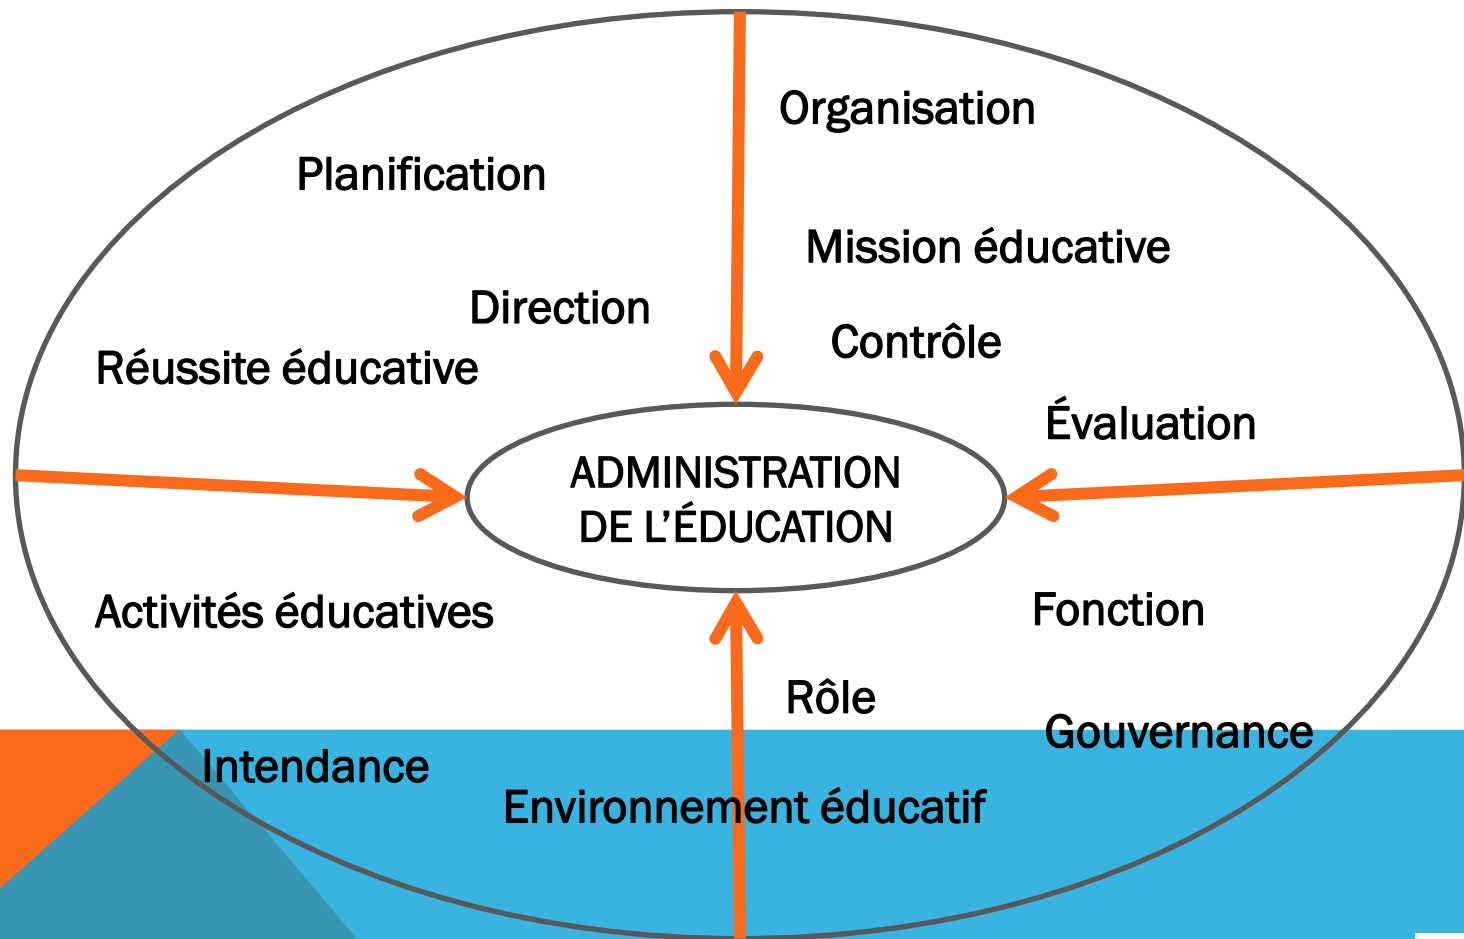 Organisation
Planification
Mission éducative
Direction
Contrôle
Réussite éducative
Évaluation
ADMINISTRATION
DE L’ÉDUCATION
Activités éducatives
Fonction
Rôle
Gouvernance
Intendance
Environnement éducatif